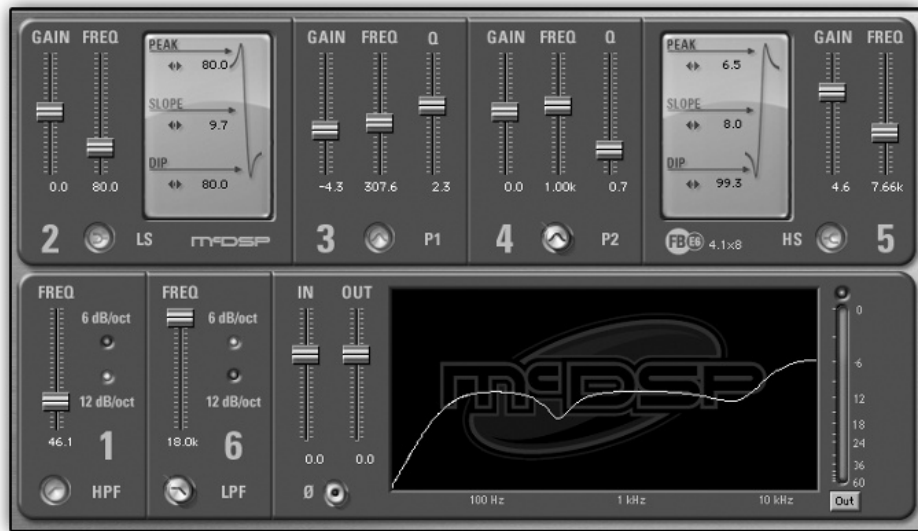 GAIN FREQ
PEAK
80.0
SLOPE
9.7
DIP
80.0
0.0 80.0
2 LS McDSP
GAIN FREQ Q
-4.3 307.6 2.3
3 P1
GAIN FREQ Q
0.0 1.00k 0.7
4 P2
PEAK
6.5
SLOPE
8.0
DIP
99.3
GAIN FREQ
4.6 7.66k
FB E6 4.1x8 HS 5
FREQ
6 dB/oct
12 dB/oct
46.1
1
HPF
FREQ
6 dB/oct
12 dB/oct
18.0k
6
LPF
IN OUT
0.0 0.0
Ø
McDSP
100 Hz 1 kHz 10 kHz
0
-6
12
18
24
36
60
Out